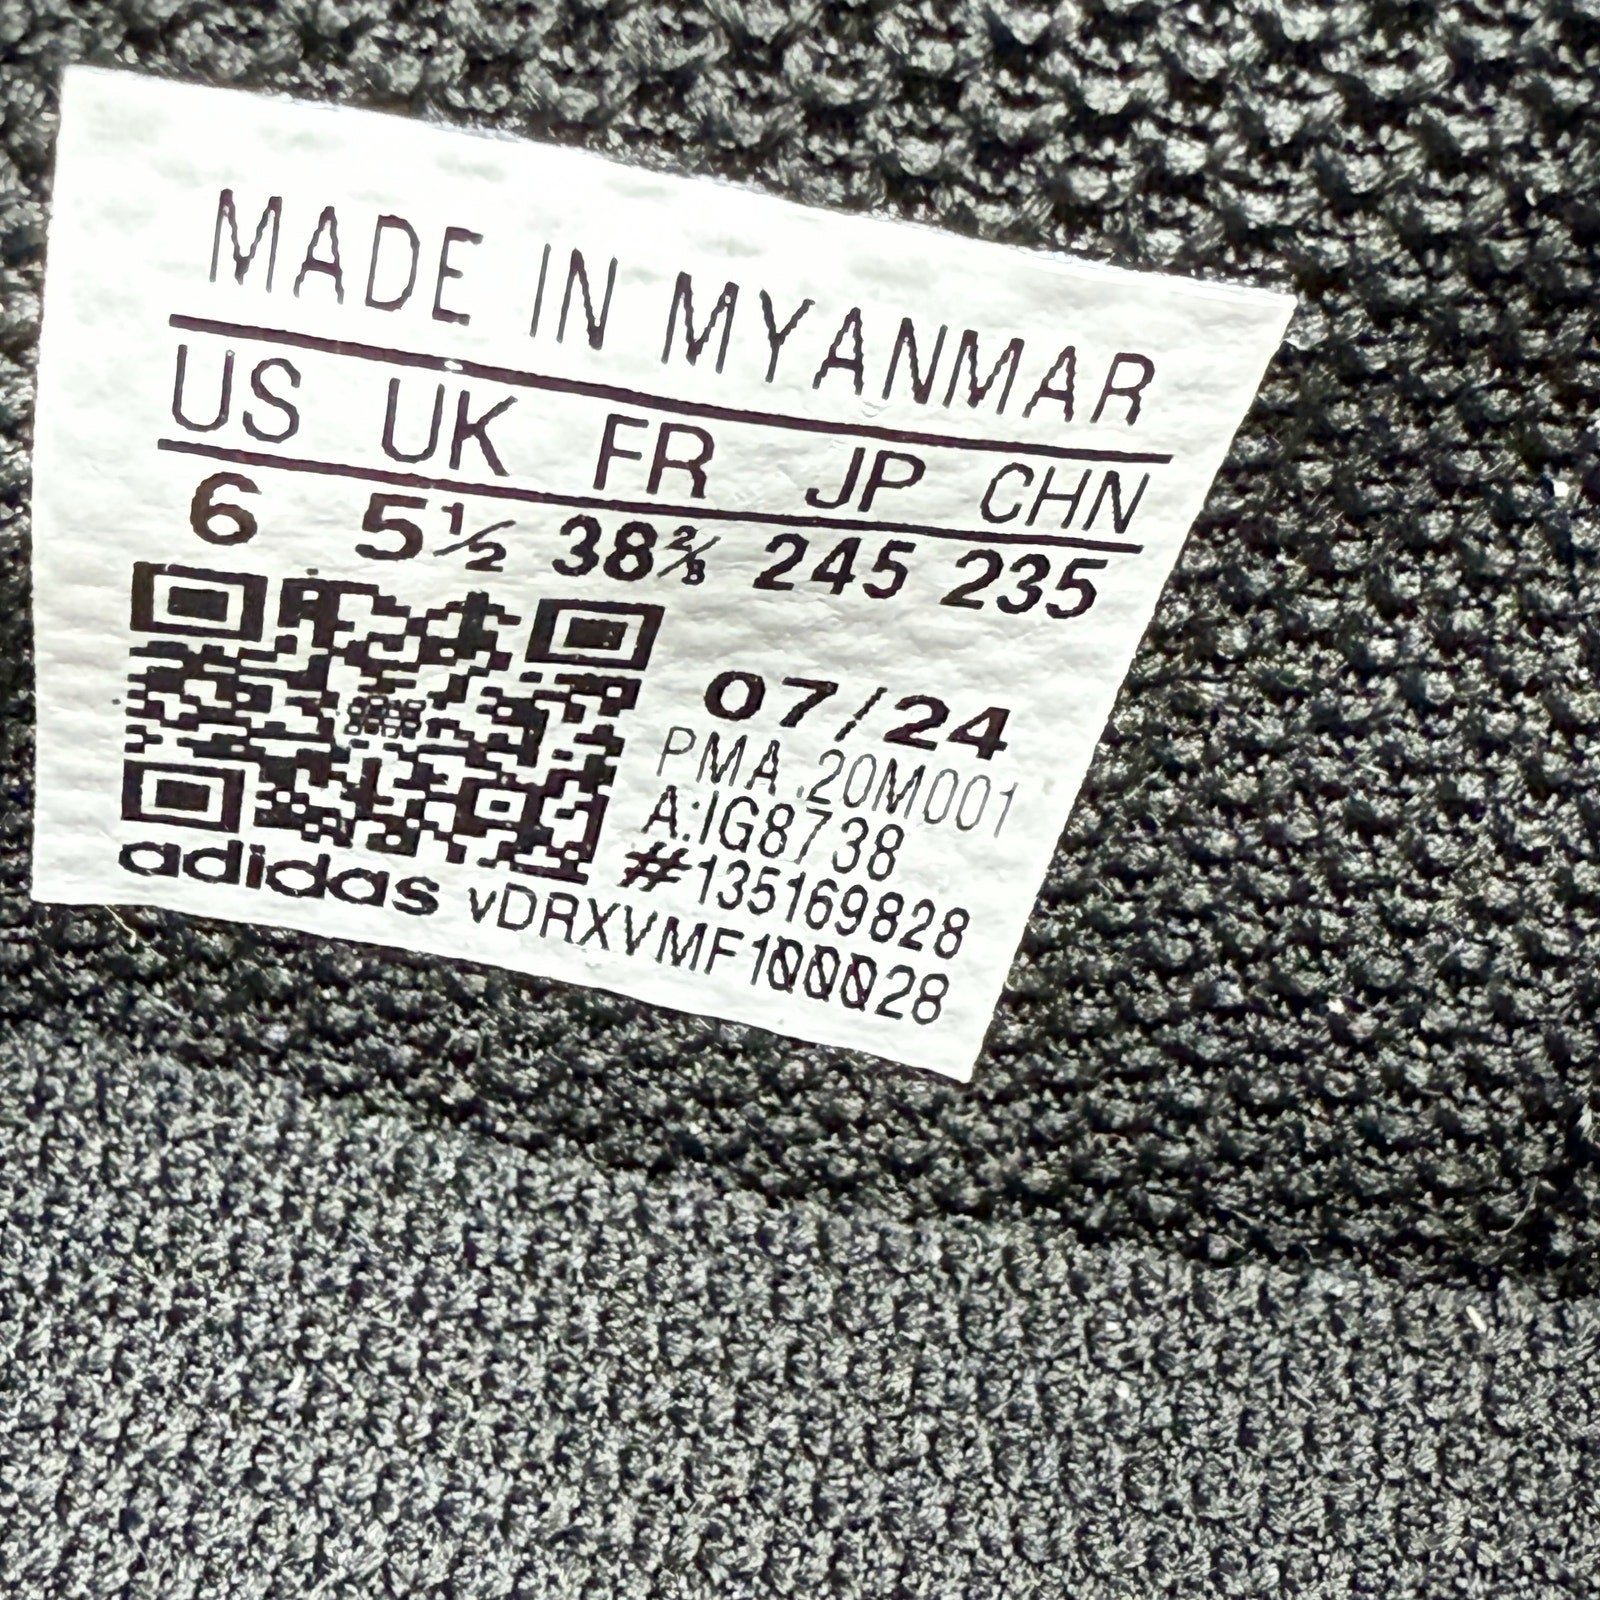 MADE IN MYANMAR
US UK FR JP CHN
6 5½ 38⅔ 245 235
07/24
PMA.20M001
A:IG8738
#135169828
adidas vDRXVMF100028